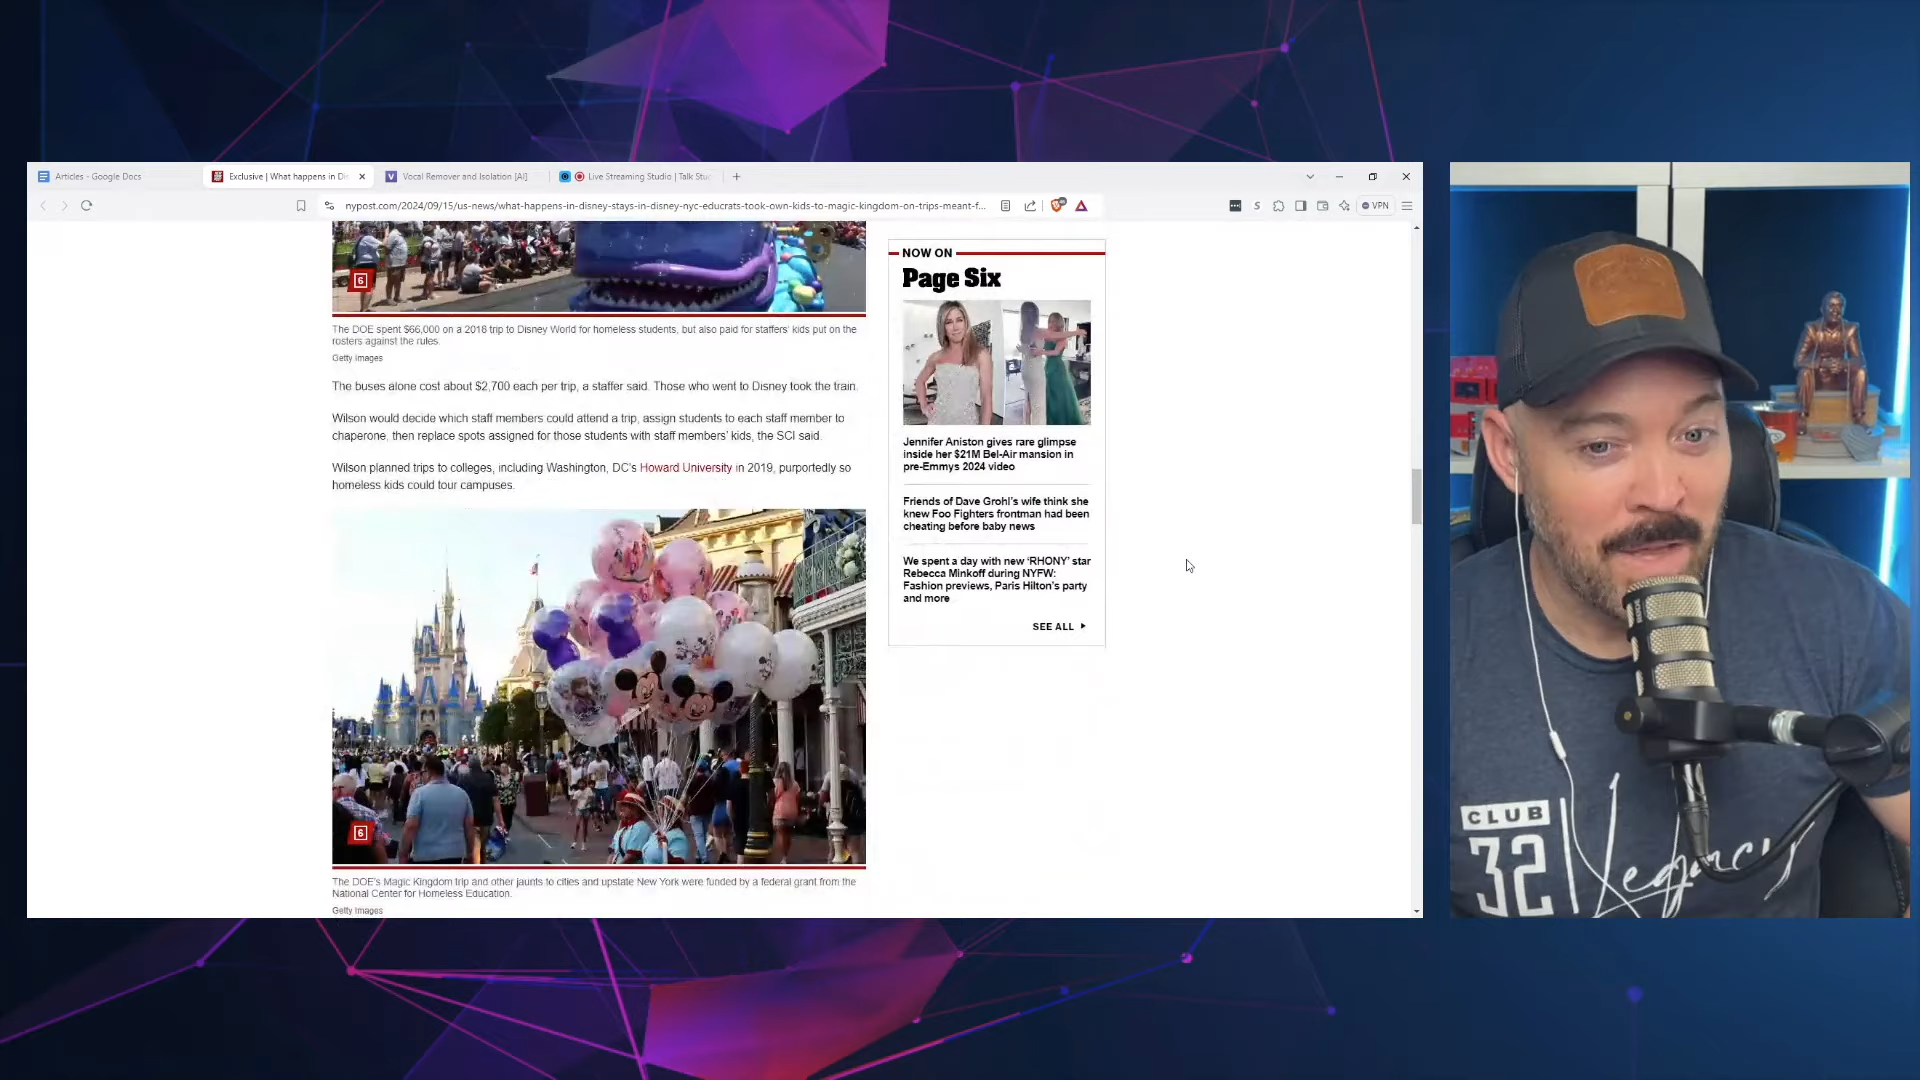 Articles - Google Docs
Exclusive | What happens in Dis
Vocal Remover and Isolation [AI]
Live Streaming Studio | Talk Stu
nypost.com/2024/09/15/us-news/what-happens-in-disney-stays-in-disney-nyc-educrats-took-own-kids-to-magic-kingdom-on-trips-meant-f...
VPN
6
The DOE spent $66,000 on a 2018 trip to Disney World for homeless students, but also paid for staffers' kids put on the
rosters against the rules.
Getty Images
The buses alone cost about $2,700 each per trip, a staffer said. Those who went to Disney took the train.
Wilson would decide which staff members could attend a trip, assign students to each staff member to
chaperone, then replace spots assigned for those students with staff members' kids, the SCI said.
Wilson planned trips to colleges, including Washington, DC's Howard University in 2019, purportedly so
homeless kids could tour campuses.
6
The DOE's Magic Kingdom trip and other jaunts to cities and upstate New York were funded by a federal grant from the
National Center for Homeless Education.
Getty Images
NOW ON
Page Six
Jennifer Aniston gives rare glimpse
inside her $21M Bel-Air mansion in
pre-Emmys 2024 video
Friends of Dave Grohl's wife think she
knew Foo Fighters frontman had been
cheating before baby news
We spent a day with new 'RHONY' star
Rebecca Minkoff during NYFW:
Fashion previews, Paris Hilton's party
and more
SEE ALL
CLUB
32
Legacy